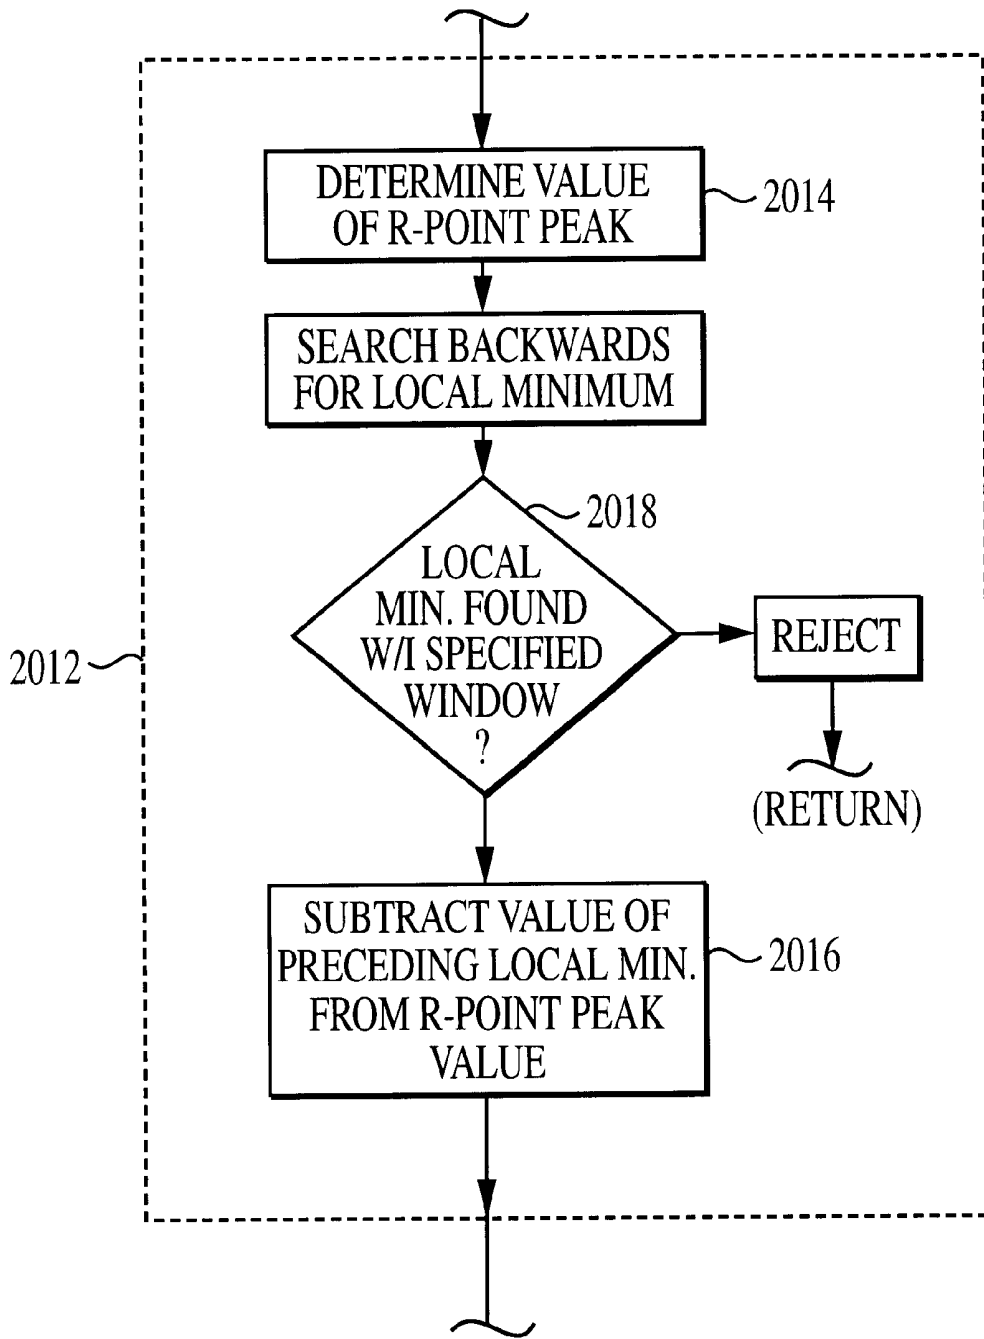 DETERMINE VALUE
OF R-POINT PEAK
2014
SEARCH BACKWARDS
FOR LOCAL MINIMUM
2018
LOCAL
MIN. FOUND
W/I SPECIFIED
WINDOW
?
REJECT
(RETURN)
2012
SUBTRACT VALUE OF
PRECEDING LOCAL MIN.
FROM R-POINT PEAK
VALUE
2016